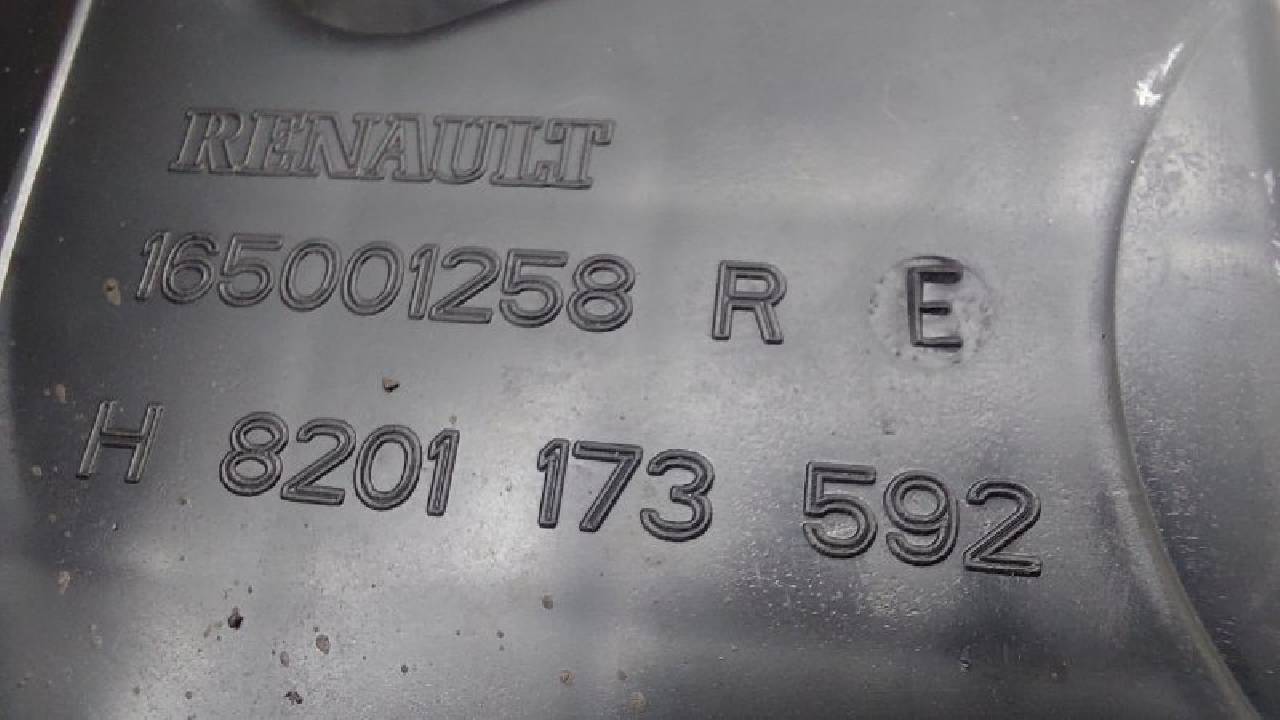 RENAULT
165001258 R E
H 8201 173 592